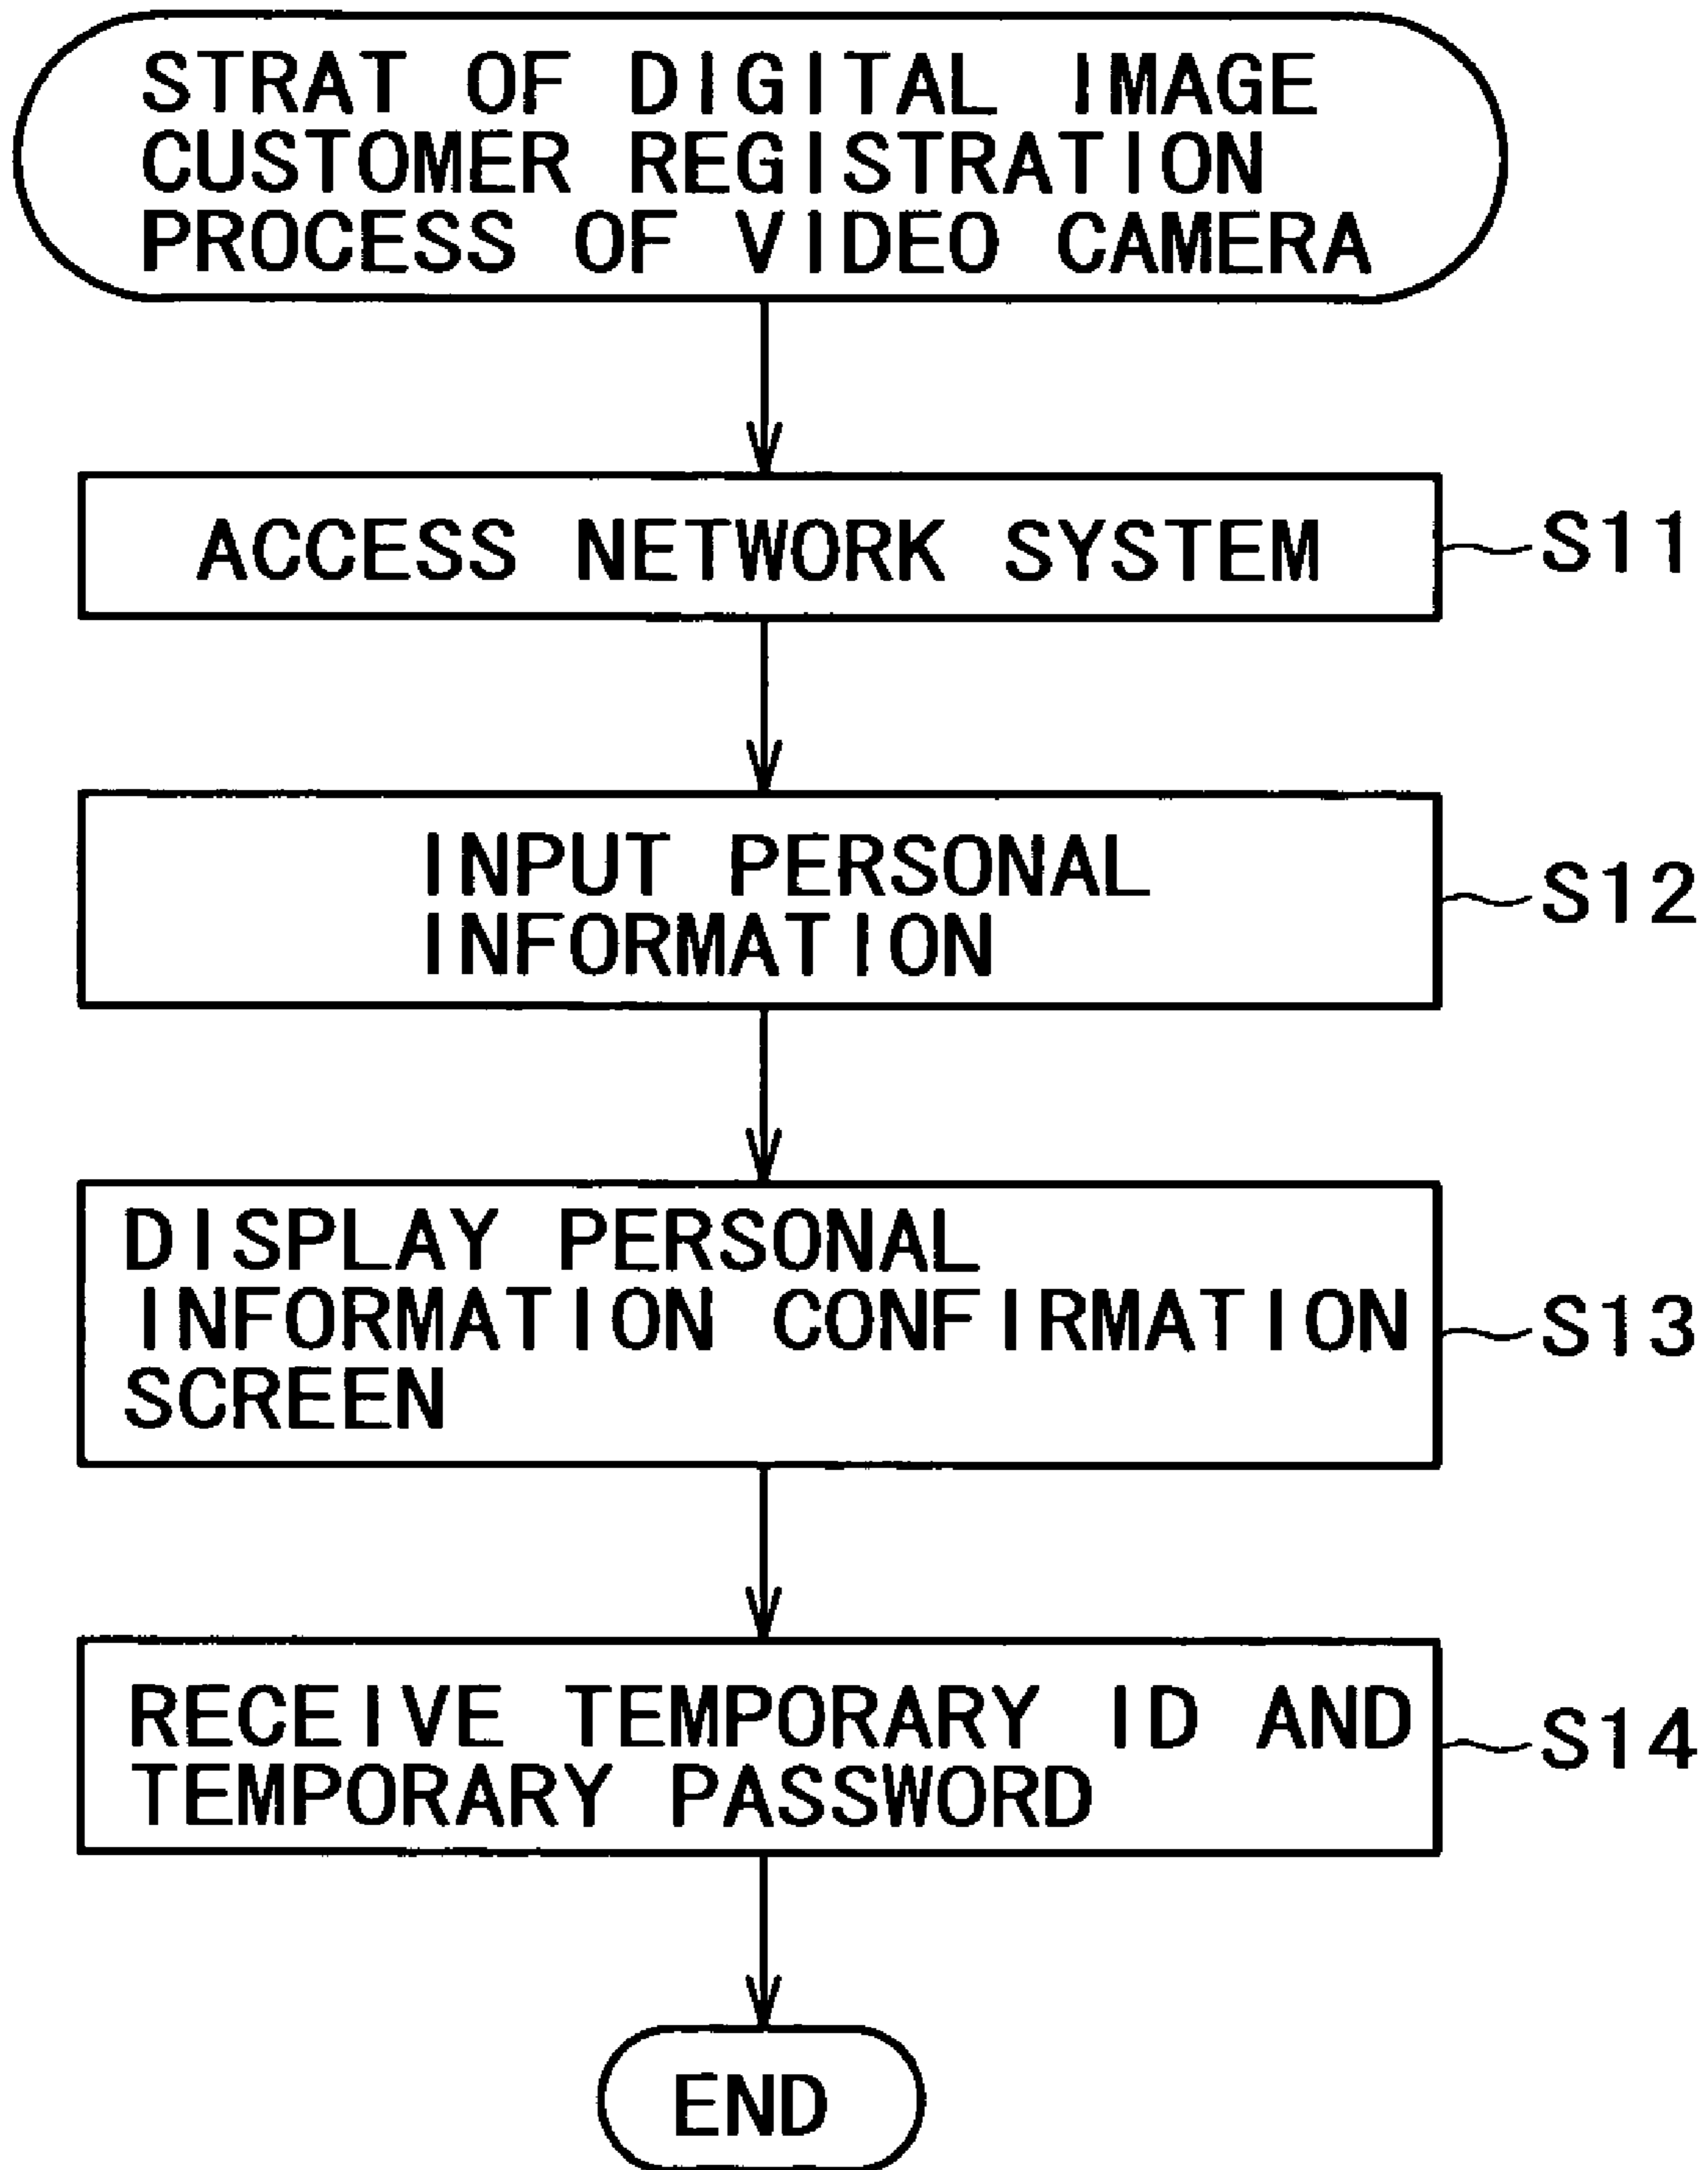 STRAT OF DIGITAL IMAGE
CUSTOMER REGISTRATION
PROCESS OF VIDEO CAMERA
ACCESS NETWORK SYSTEM
S11
INPUT PERSONAL
INFORMATION
S12
DISPLAY PERSONAL
INFORMATION CONFIRMATION
SCREEN
S13
RECEIVE TEMPORARY ID AND
TEMPORARY PASSWORD
S14
END